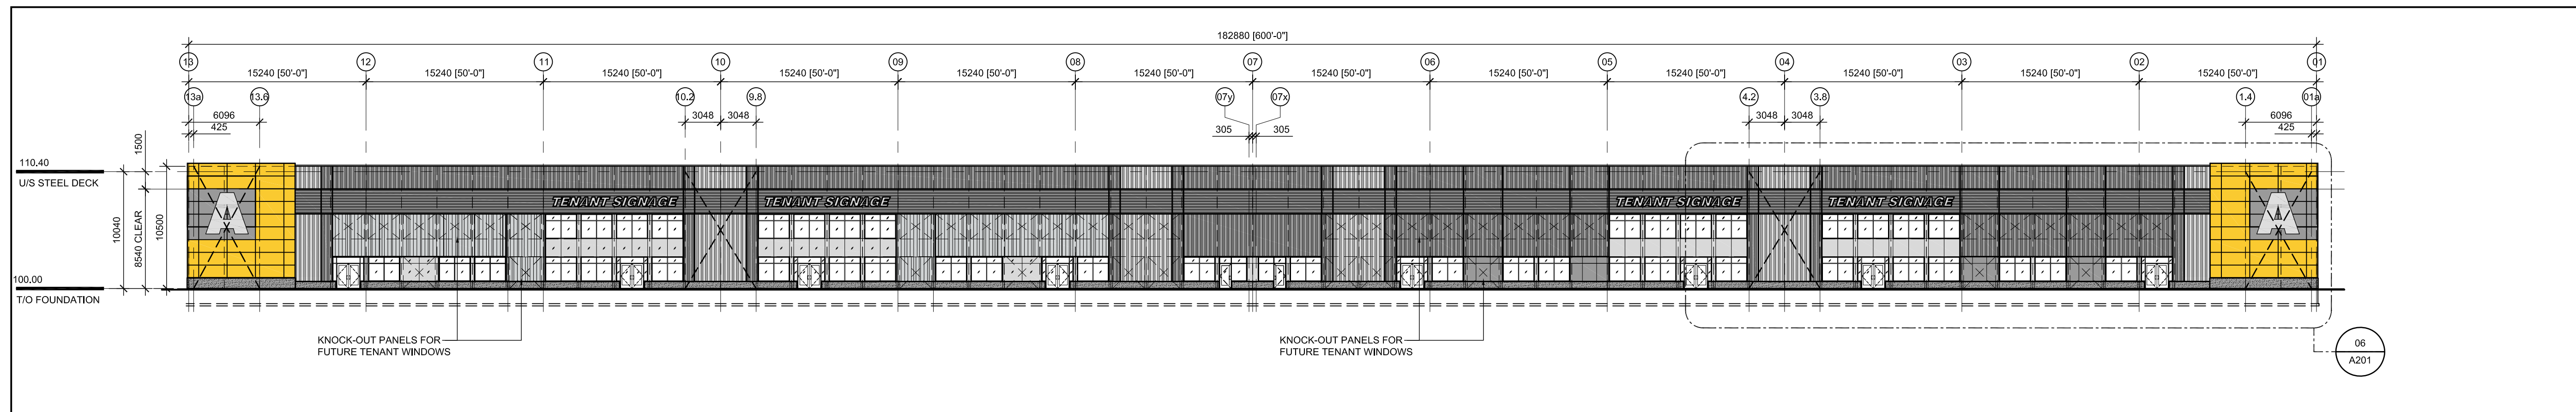 182880 [600'-0"]
13 12 11 10 09 08 07 06 05 04 03 02 01
15240 [50'-0"] 15240 [50'-0"] 15240 [50'-0"] 15240 [50'-0"] 15240 [50'-0"] 15240 [50'-0"] 15240 [50'-0"] 15240 [50'-0"] 15240 [50'-0"] 15240 [50'-0"] 15240 [50'-0"] 15240 [50'-0"]
13a 13.6 10.2 9.8 07y 07x 4.2 3.8 1.4 01a
6096 3048 3048 3048 3048 6096
425 305 305 425
1500
110,40
U/S STEEL DECK
10040
8540 CLEAR
10500
A
TENANT SIGNAGE
TENANT SIGNAGE
TENANT SIGNAGE
TENANT SIGNAGE
A
100,00
T/O FOUNDATION
KNOCK-OUT PANELS FOR
FUTURE TENANT WINDOWS
KNOCK-OUT PANELS FOR
FUTURE TENANT WINDOWS
06
A201